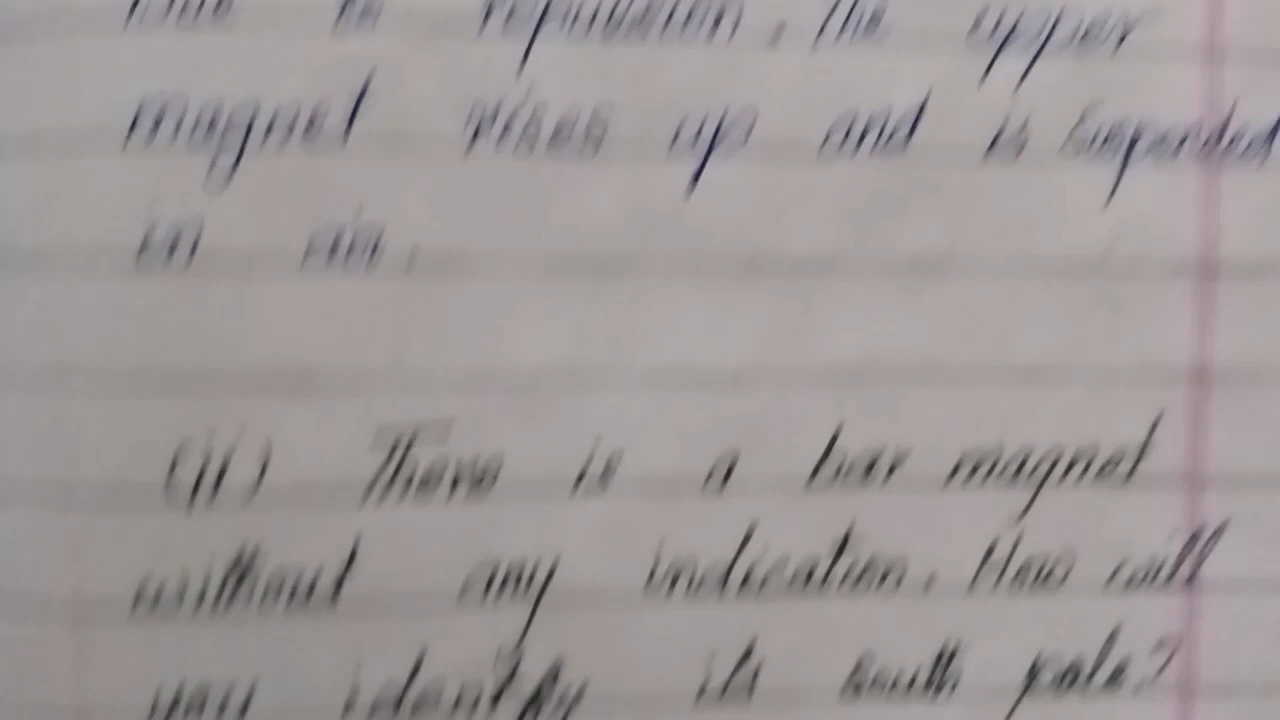 due to repulsion, the upper
magnet rises up and is suspended
in air.
(ii) There is a bar magnet
without any indication. How will
you identify its south pole?